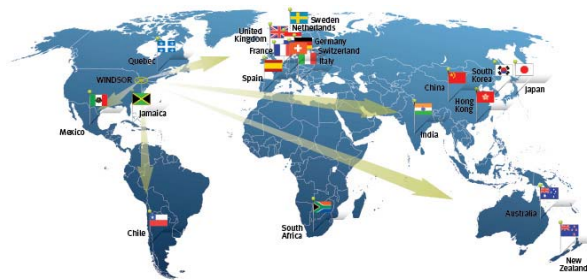 Sweden
United
Kingdom
Netherlands
Germany
France
Switzerland
Italy
Spain
Quebec
WINDSOR
Mexico
Jamaica
Chile
South
Africa
China
South
Korea
Japan
Hong
Kong
India
Australia
New
Zealand